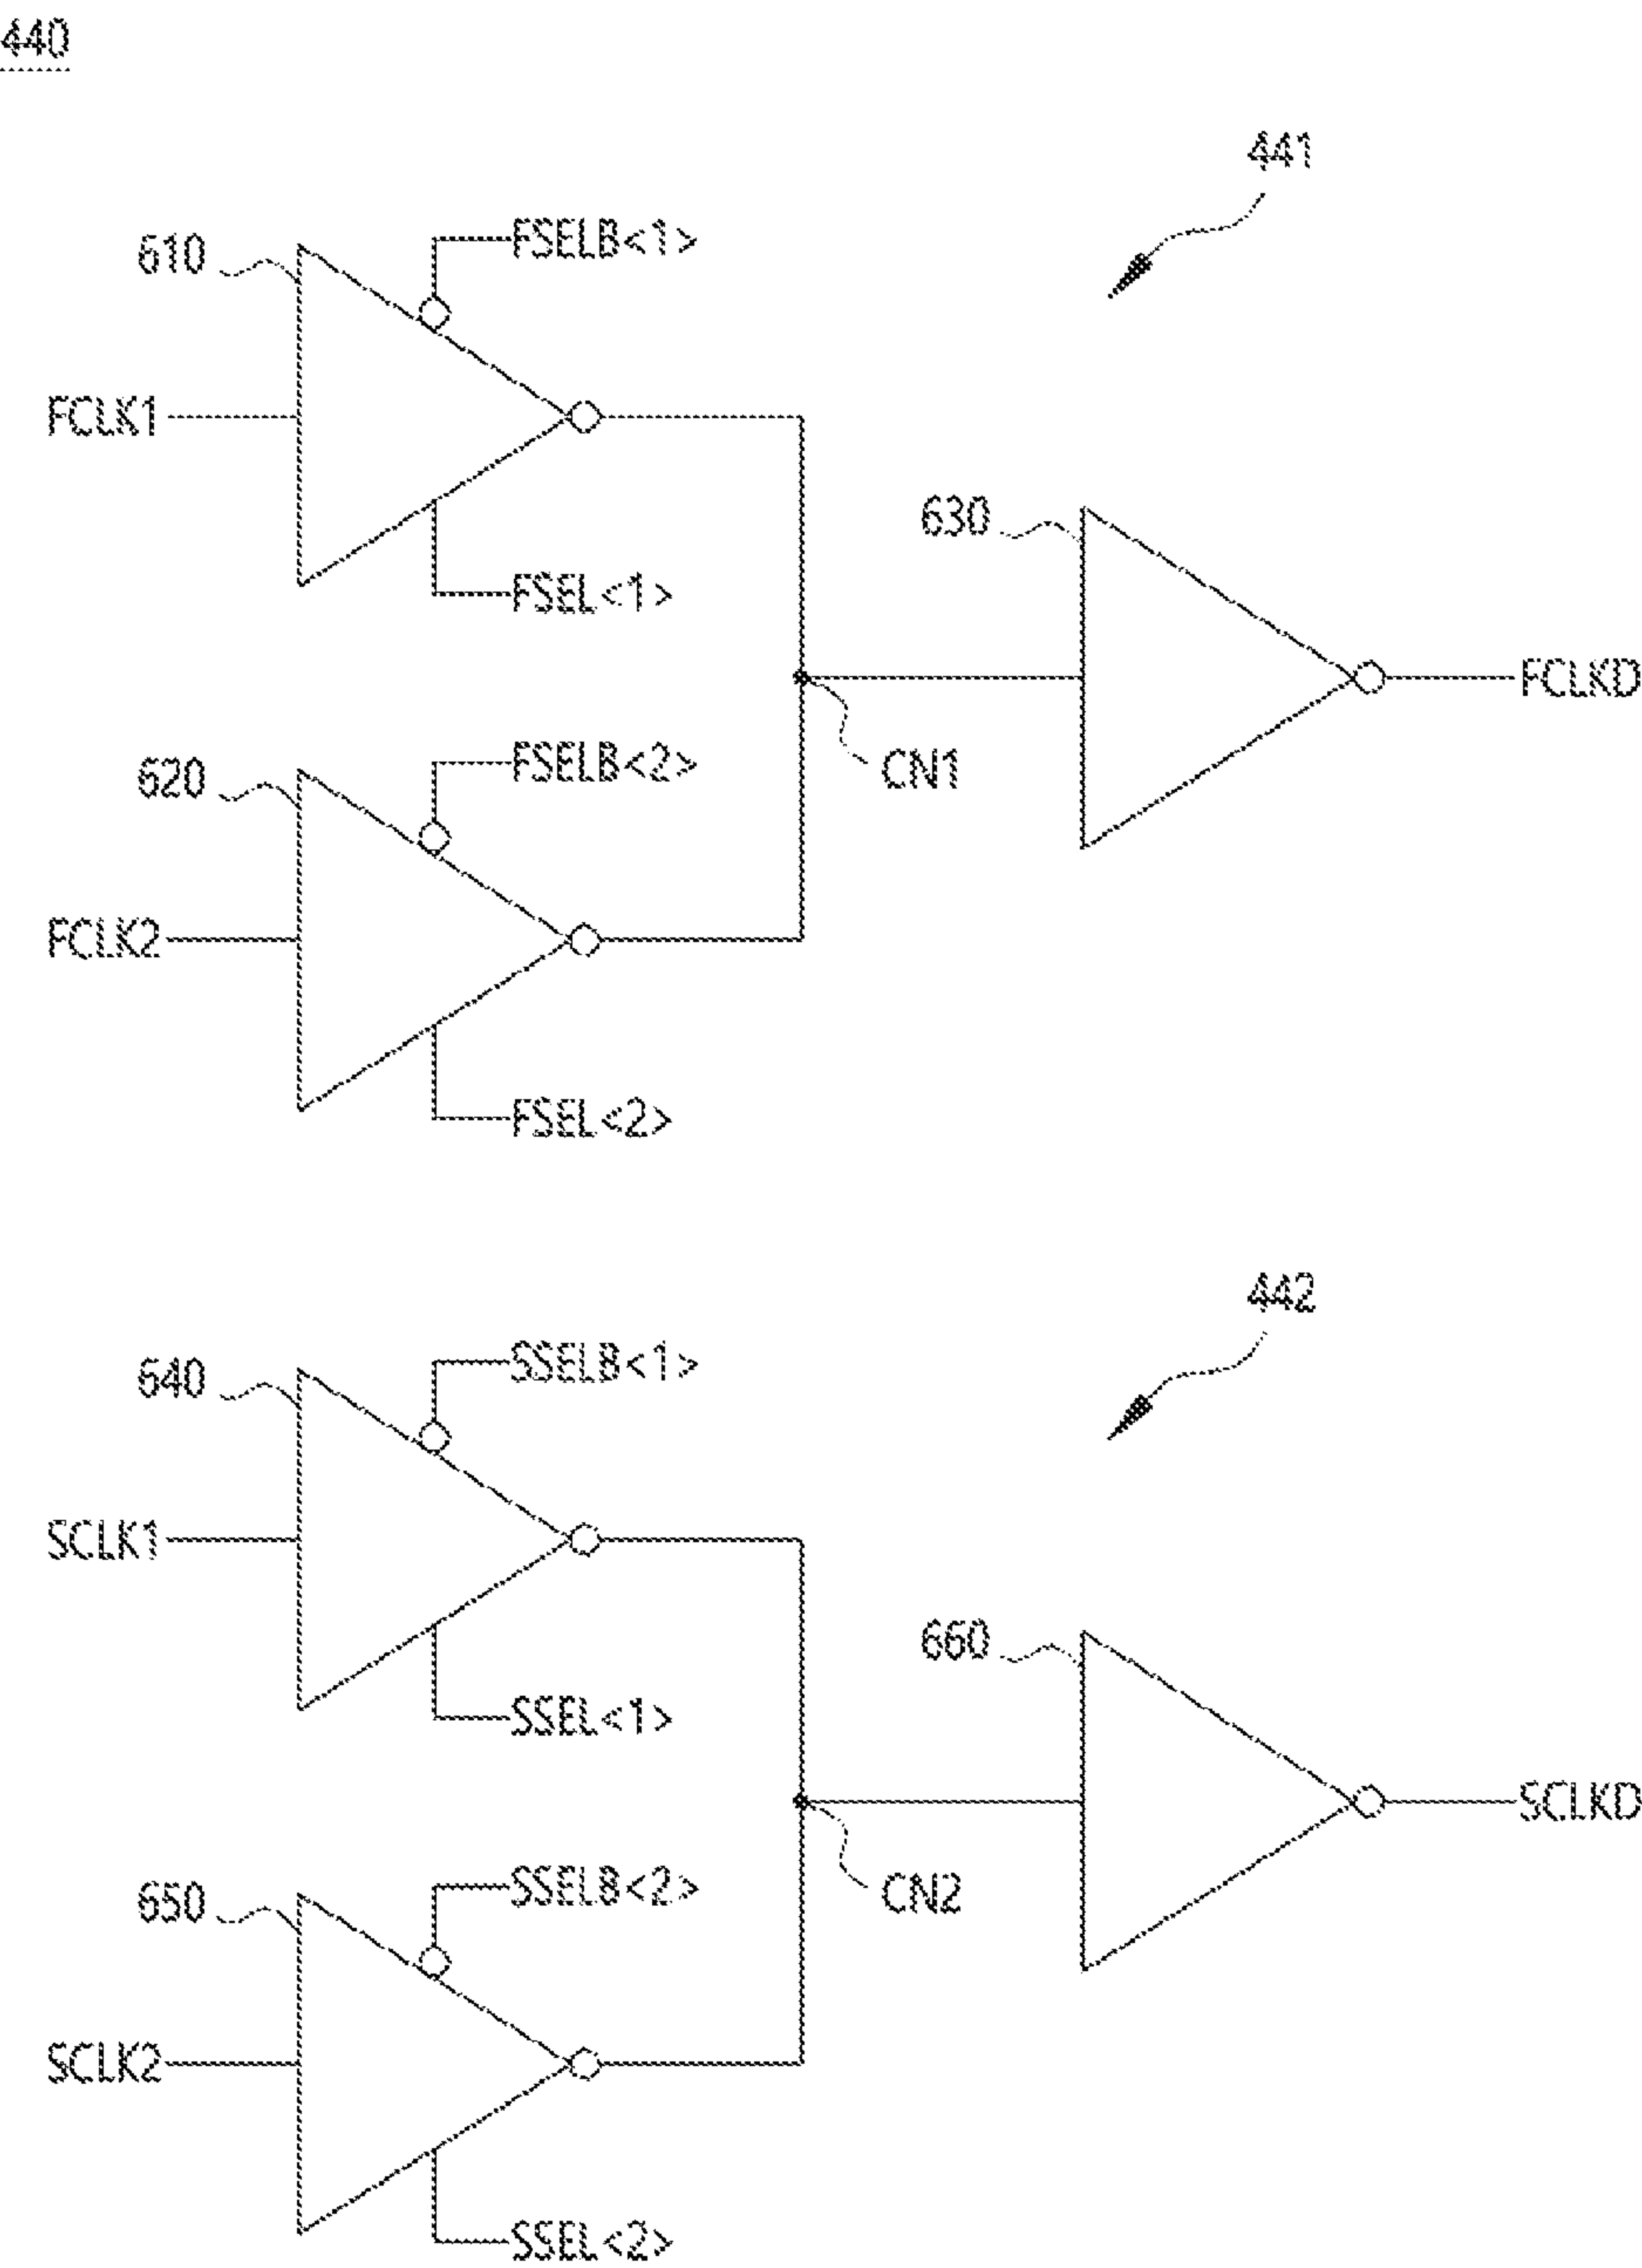 440
441
610
FSELB<1>
FCLK1
FSEL<1>
630
FCLKD
CN1
620
FSELB<2>
FCLK2
FSEL<2>
442
640
SSELB<1>
SCLK1
SSEL<1>
660
SCLKD
CN2
650
SSELB<2>
SCLK2
SSEL<2>